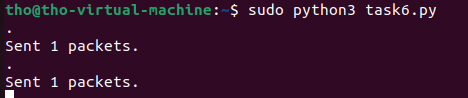 tho@tho-virtual-machine:~$ sudo python3 task6.py
.
Sent 1 packets.
.
Sent 1 packets.